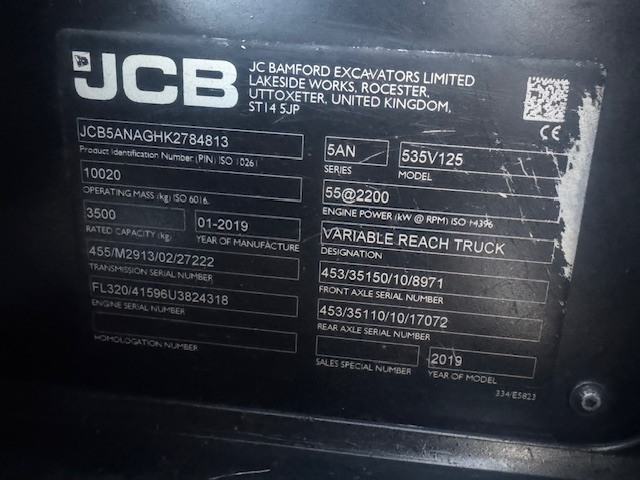 JCB
JC BAMFORD EXCAVATORS LIMITED
LAKESIDE WORKS, ROCESTER,
UTTOXETER, UNITED KINGDOM,
ST14 5JP
CE
JCB5ANAGHK2784813
Product Identification Number (PIN) ISO 10261
5AN
SERIES
535V125
MODEL
10020
OPERATING MASS (kg) ISO 6016
55@2200
ENGINE POWER (kW @ RPM) ISO 14396
3500
RATED CAPACITY (kg)
01-2019
YEAR OF MANUFACTURE
VARIABLE REACH TRUCK
DESIGNATION
455/M2913/02/27222
TRANSMISSION SERIAL NUMBER
453/35150/10/8971
FRONT AXLE SERIAL NUMBER
FL320/41596U3824318
ENGINE SERIAL NUMBER
453/35110/10/17072
REAR AXLE SERIAL NUMBER
HOMOLOGATION NUMBER
SALES SPECIAL NUMBER
2019
YEAR OF MODEL
334/E5823